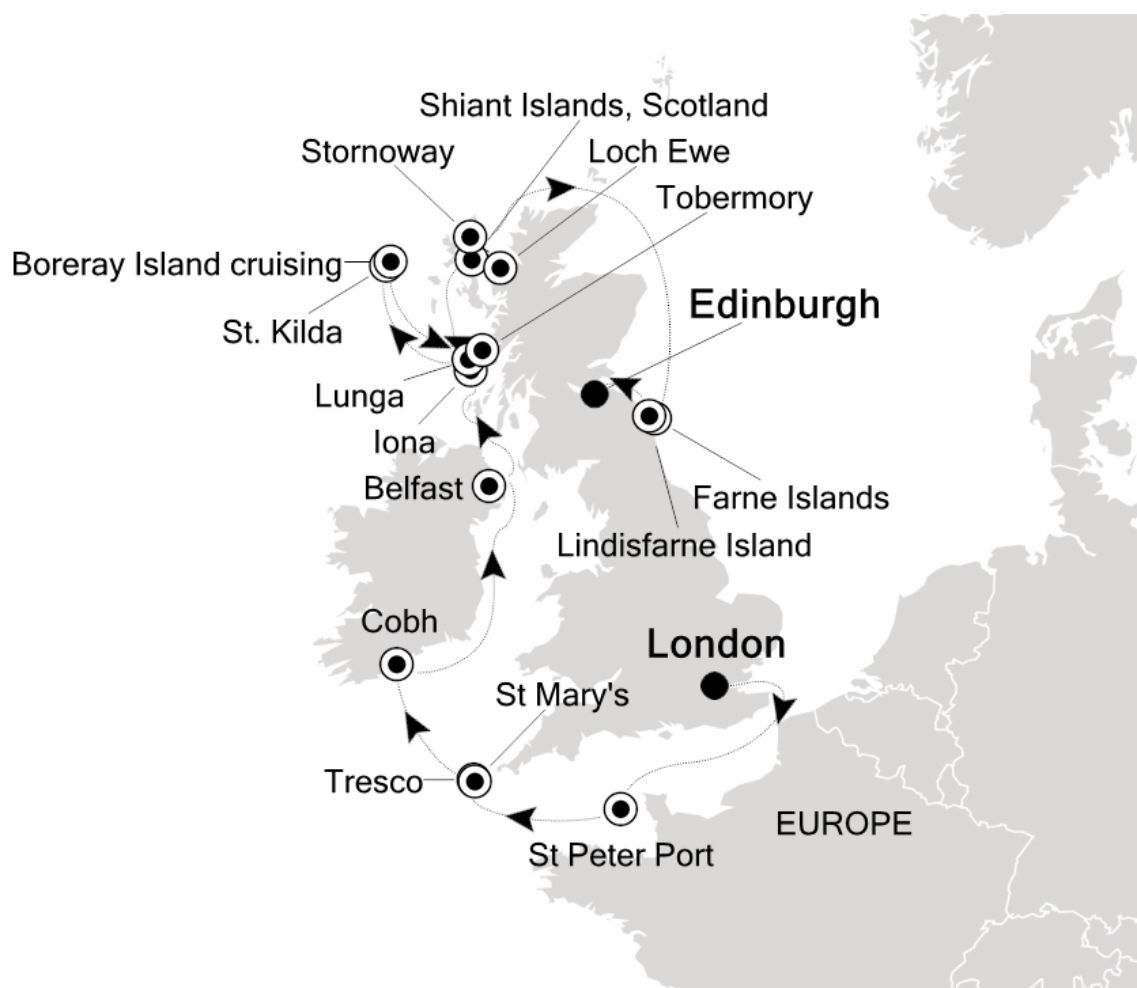 Shiant Islands, Scotland
Stornoway
Loch Ewe
Tobermory
Boreray Island cruising
Edinburgh
St. Kilda
Lunga
Iona
Belfast
Farne Islands
Lindisfarne Island
Cobh
London
St Mary's
Tresco
EUROPE
St Peter Port